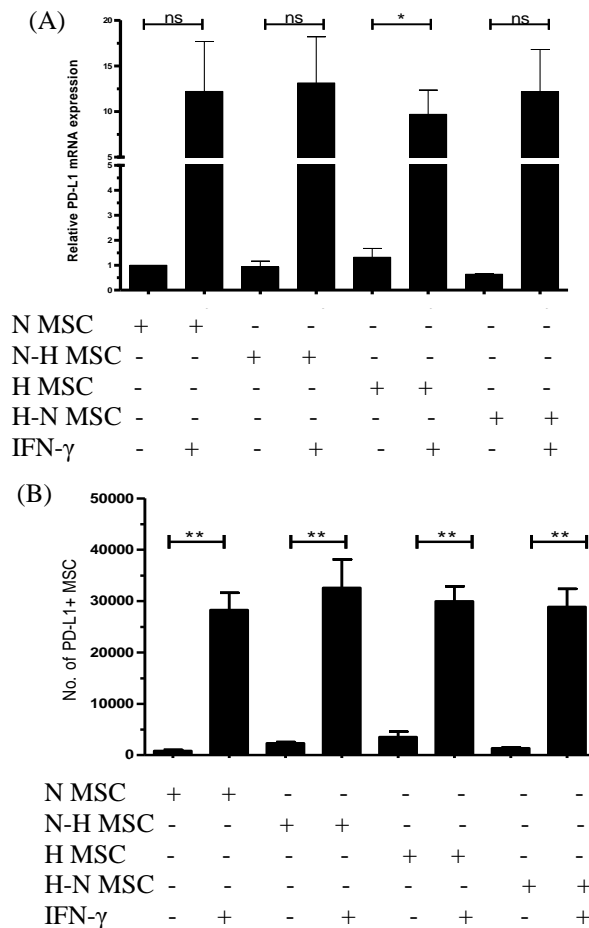 (A)
ns ns * ns
Relative PD-L1 mRNA expression
20
15
10
5
5
4
3
2
1
0
N MSC + + - - - - - -
N-H MSC - - + + - - - -
H MSC - - - - + + - -
H-N MSC - - - - - - + +
IFN-γ - + - + - + - +
(B)
** ** ** **
No. of PD-L1+ MSC
50000
40000
30000
20000
10000
0
N MSC + + - - - - - -
N-H MSC - - + + - - - -
H MSC - - - - + + - -
H-N MSC - - - - - - + +
IFN-γ - + - + - + - +